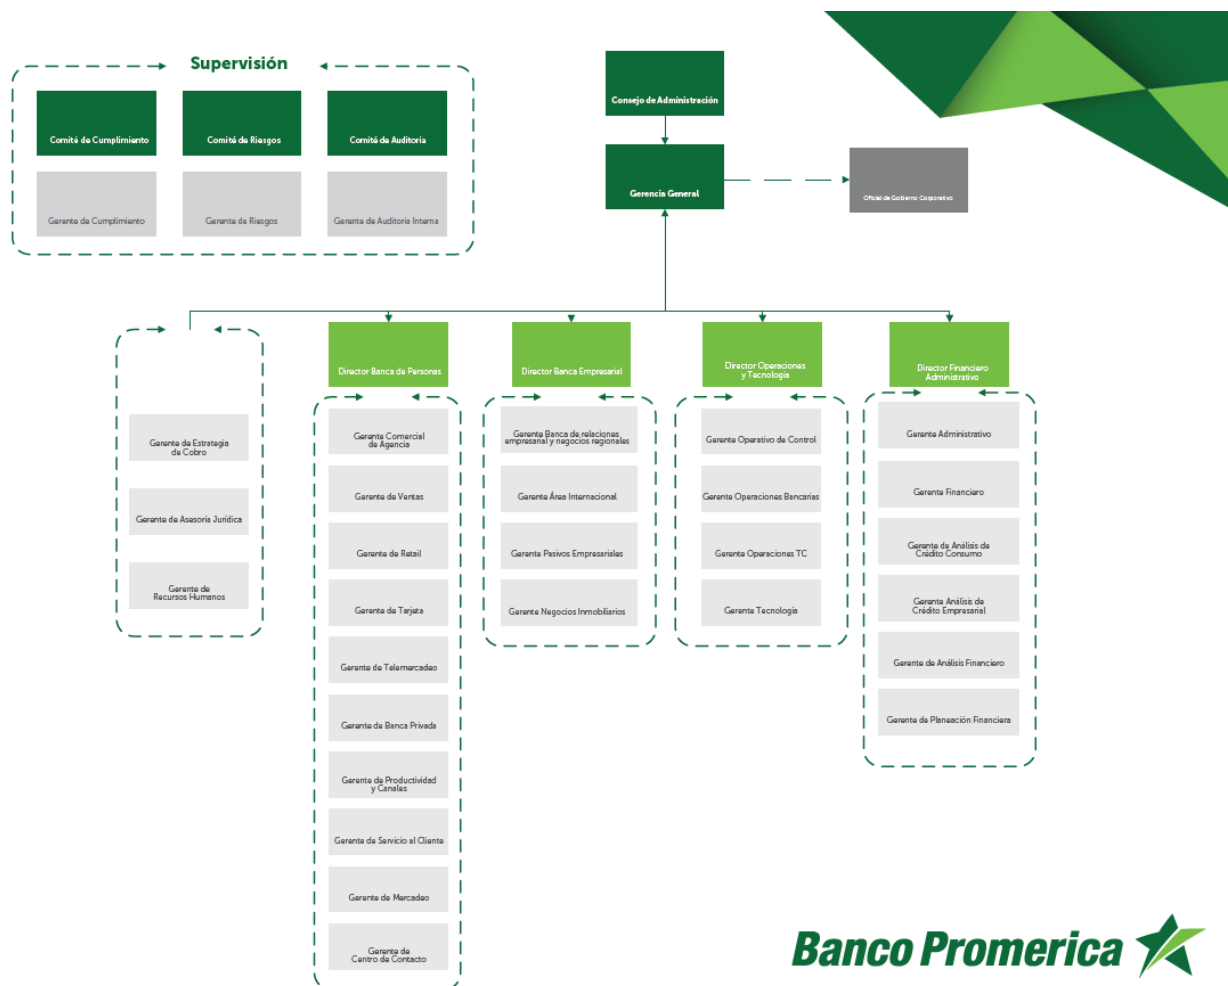 Supervisión
Comité de Cumplimiento
Comité de Riesgos
Comité de Auditoria
Gerente de Cumplimiento
Gerente de Riesgos
Gerente de Auditoria Interna
Consejo de Administración
Gerencia General
Oficial de Gobierno Corporativo
Gerente de Estrategia
de Cobro
Gerente de Asesoría Jurídica
Gerente de
Recursos Humanos
Director Banca de Personas
Gerente Comercial
de Agencia
Gerente de Ventas
Gerente de Retail
Gerente de Tarjeta
Gerente de Telemarcadeo
Gerente de Banca Privada
Gerente de Productividad
y Canales
Gerente de Servicio al Cliente
Gerente de Mercadeo
Gerente de
Centro de Contacto
Director Banca Empresarial
Gerente Banca de relaciones
empresarial y negocios regionales
Gerente Área Internacional
Gerente Pasivos Empresariales
Gerente Negocios Inmobiliarios
Director Operaciones
y Tecnología
Gerente Operativo de Control
Gerente Operaciones Bancarias
Gerente Operaciones TC
Gerente Tecnología
Director Financiero
Administrativo
Gerente Administrativo
Gerente Financiero
Gerente de Análisis de
Crédito Consumo
Gerente Análisis de
Crédito Empresarial
Gerente de Análisis Financiero
Gerente de Planeación Financiera
Banco Promerica